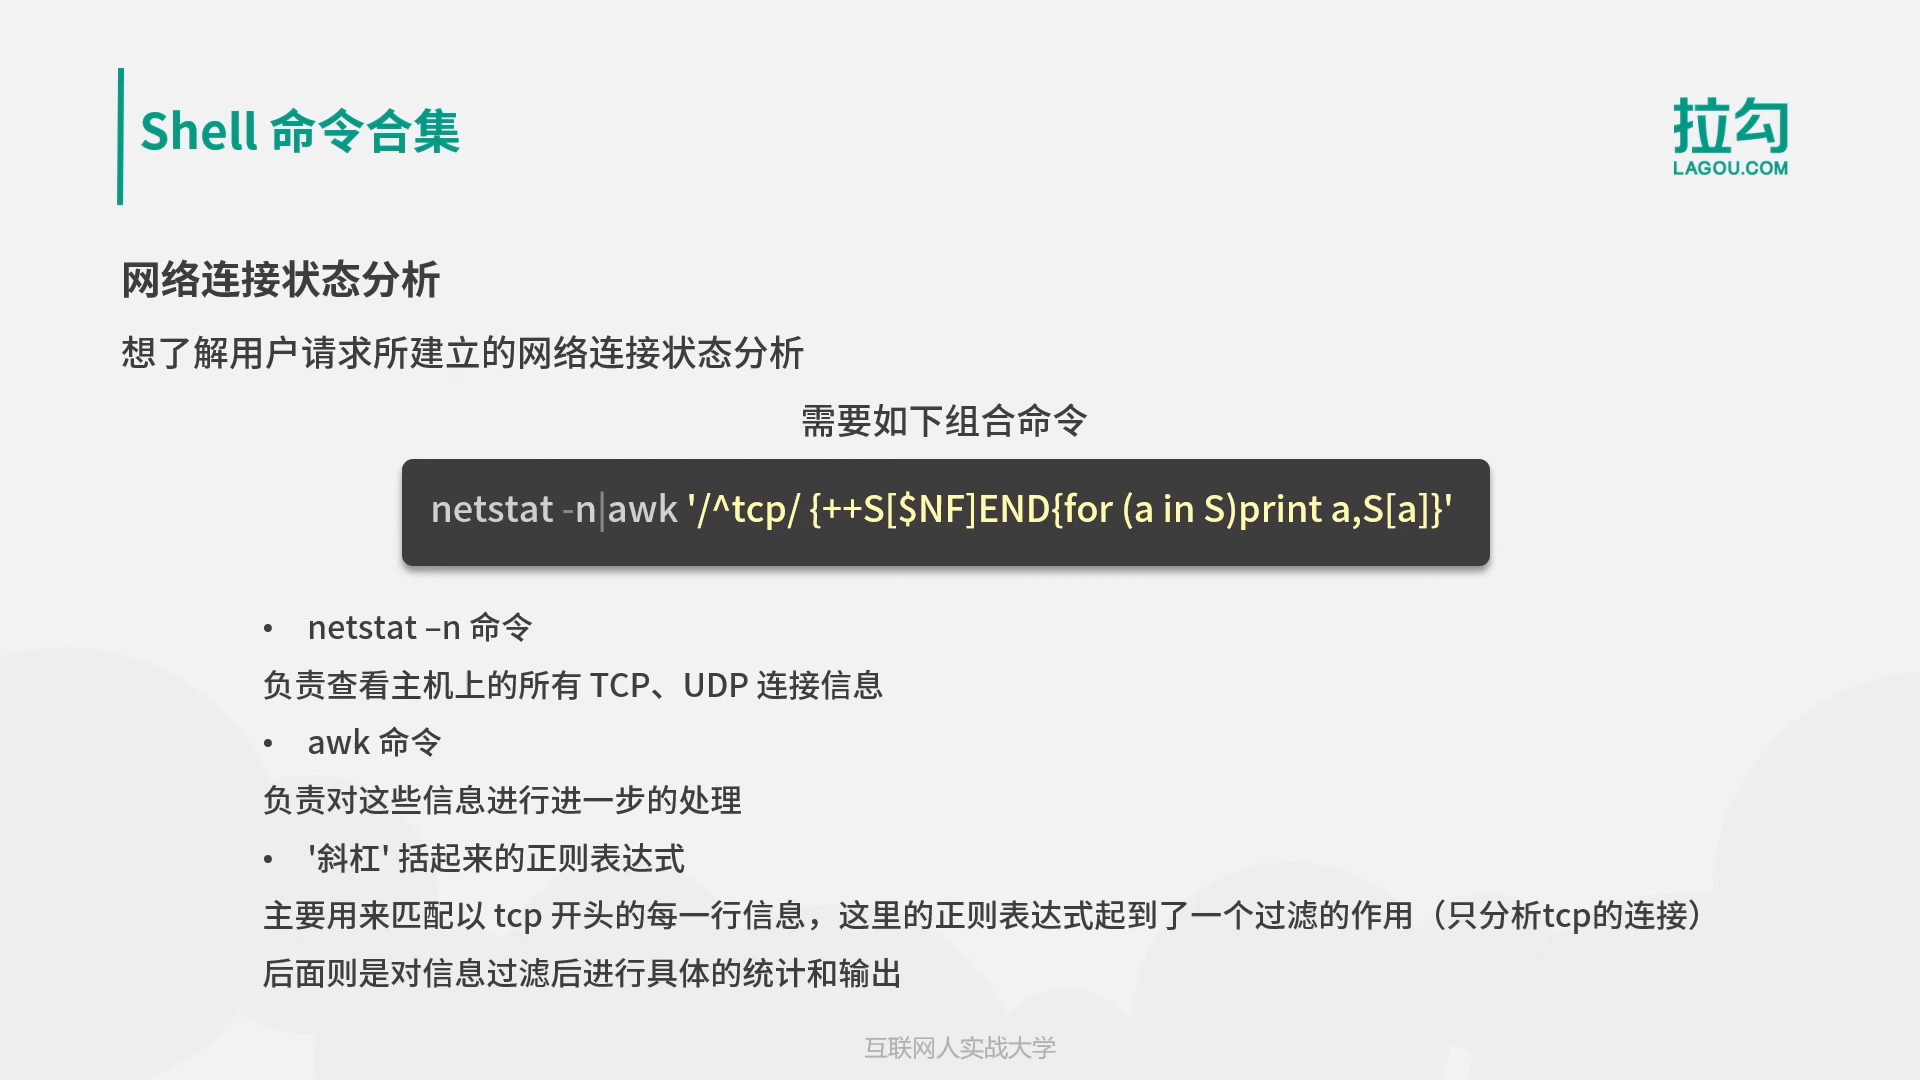 Shell 命令合集
拉勾
LAGOU.COM
网络连接状态分析
想了解用户请求所建立的网络连接状态分析
需要如下组合命令
netstat -n|awk '/^tcp/ {++S[$NF]END{for (a in S)print a,S[a]}'
• netstat –n 命令
负责查看主机上的所有 TCP、UDP 连接信息
• awk 命令
负责对这些信息进行进一步的处理
• '斜杠' 括起来的正则表达式
主要用来匹配以 tcp 开头的每一行信息，这里的正则表达式起到了一个过滤的作用（只分析tcp的连接）
后面则是对信息过滤后进行具体的统计和输出
互联网人实战大学